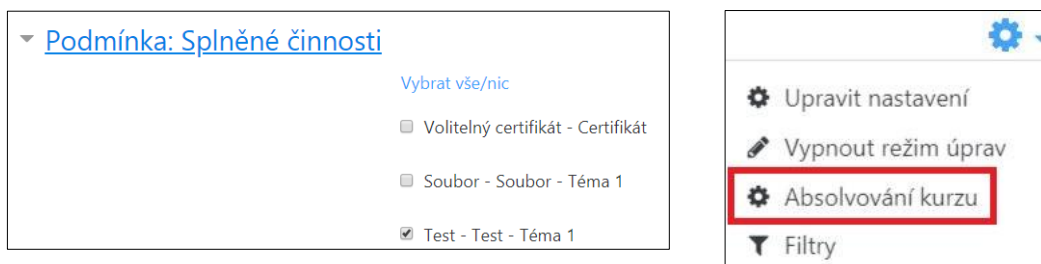 Podmínka: Splněné činnosti
Vybrat vše/nic
Volitelný certifikát - Certifikát
Soubor - Soubor - Téma 1
Test - Test - Téma 1
Upravit nastavení
Vypnout režim úprav
Absolvování kurzu
Filtry